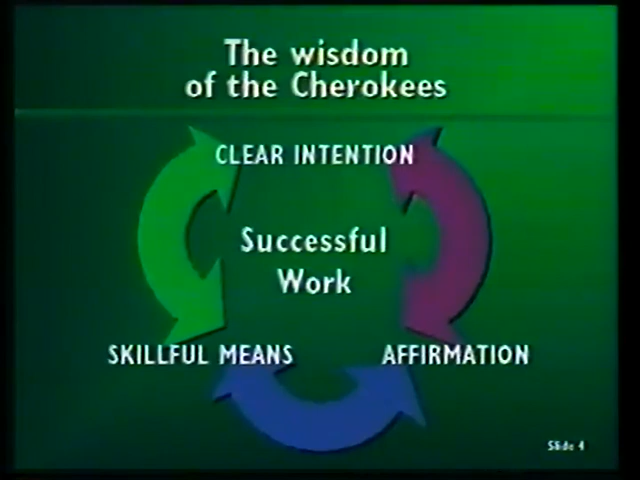 The wisdom
of the Cherokees
CLEAR INTENTION
Successful
Work
SKILLFUL MEANS
AFFIRMATION
Slide 4